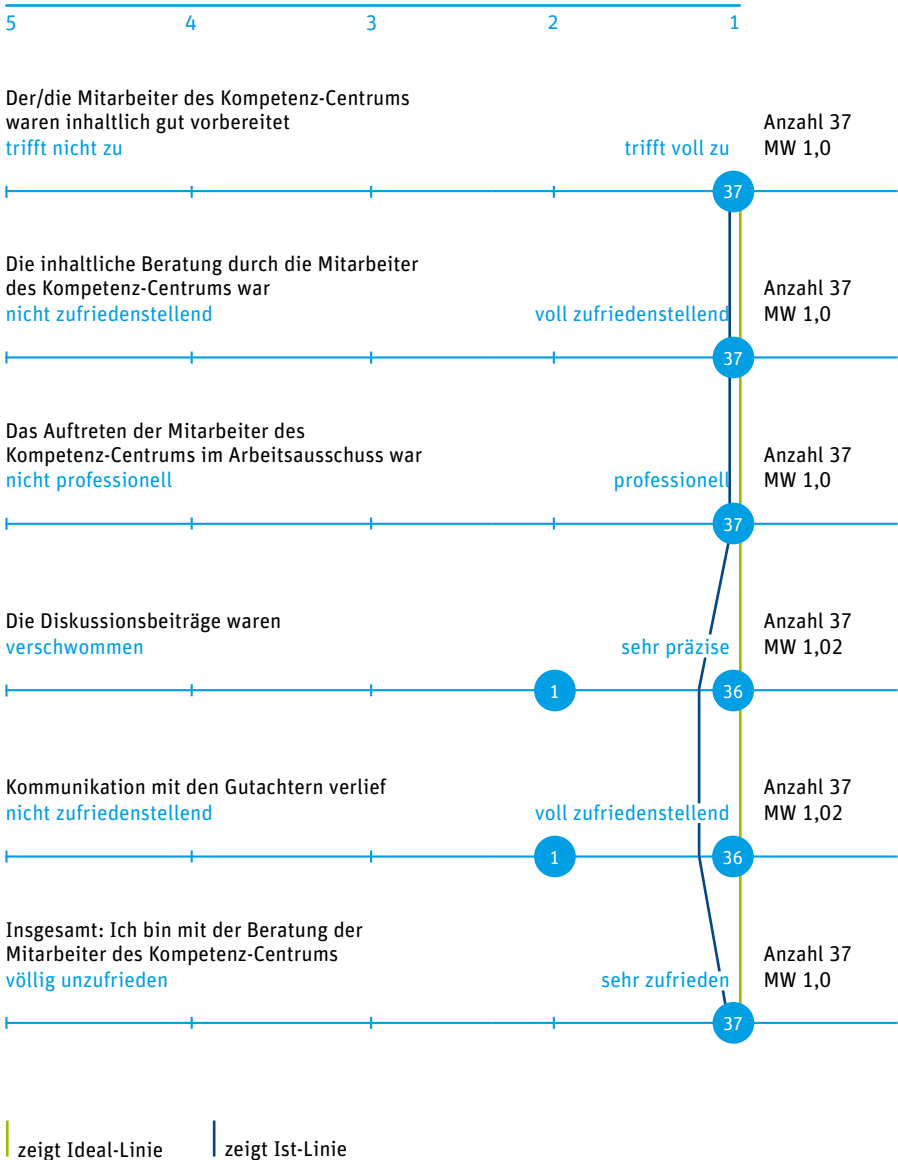 5 4 3 2 1
Der/die Mitarbeiter des Kompetenz-Centrums
waren inhaltlich gut vorbereitet
trifft nicht zu
trifft voll zu
Anzahl 37
MW 1,0
37
Die inhaltliche Beratung durch die Mitarbeiter
des Kompetenz-Centrums war
nicht zufriedenstellend
voll zufriedenstellend
Anzahl 37
MW 1,0
37
Das Auftreten der Mitarbeiter des
Kompetenz-Centrums im Arbeitsausschuss war
nicht professionell
professionell
Anzahl 37
MW 1,0
37
Die Diskussionsbeiträge waren
verschwommen
sehr präzise
Anzahl 37
MW 1,02
1 36
Kommunikation mit den Gutachtern verlief
nicht zufriedenstellend
voll zufriedenstellend
Anzahl 37
MW 1,02
1 36
Insgesamt: Ich bin mit der Beratung der
Mitarbeiter des Kompetenz-Centrums
völlig unzufrieden
sehr zufrieden
Anzahl 37
MW 1,0
37
zeigt Ideal-Linie
zeigt Ist-Linie